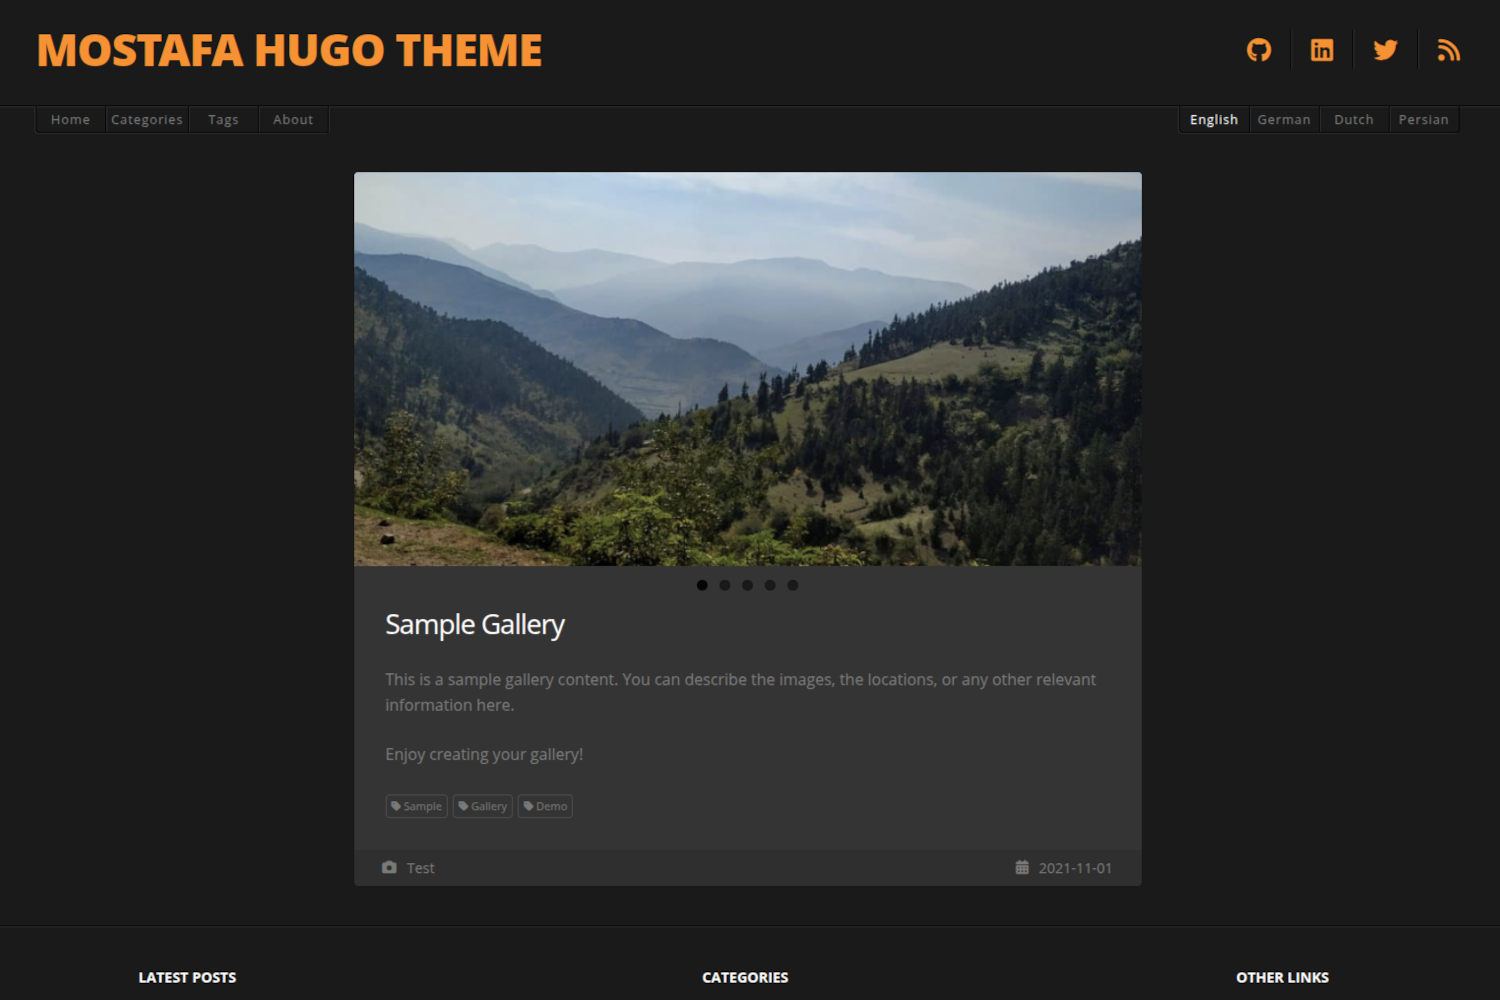 MOSTAFA HUGO THEME
Home Categories Tags About
English German Dutch Persian
Sample Gallery
This is a sample gallery content. You can describe the images, the locations, or any other relevant
information here.
Enjoy creating your gallery!
Sample Gallery Demo
Test
2021-11-01
LATEST POSTS
CATEGORIES
OTHER LINKS